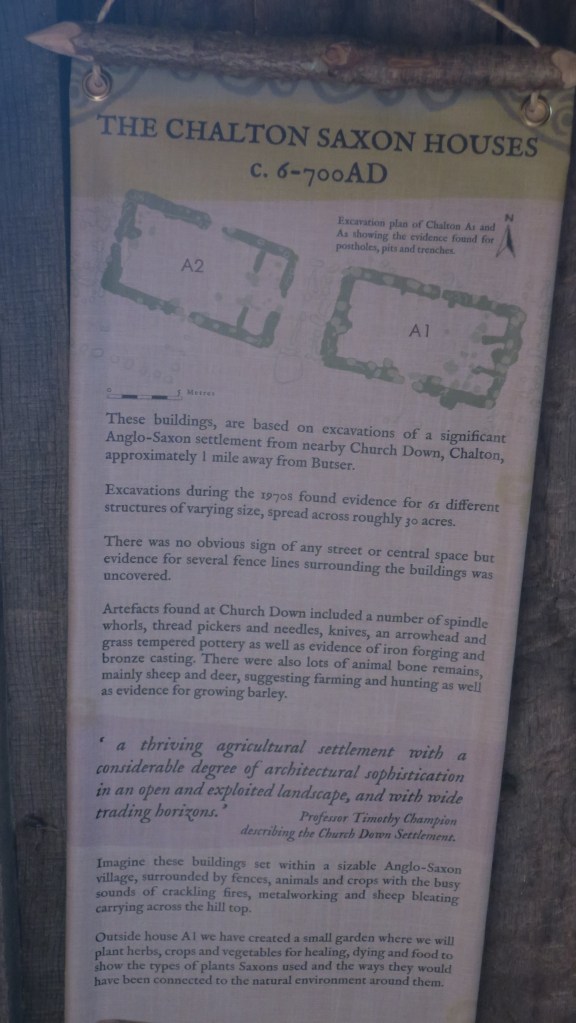 THE CHALTON SAXON HOUSES
c. 6-700AD
Excavation plan of Chalton A1 and
A2 showing the evidence found for
postholes, pits and trenches.
N
A2
A1
0 5 Metres
These buildings, are based on excavations of a significant
Anglo-Saxon settlement from nearby Church Down, Chalton,
approximately 1 mile away from Butser.
Excavations during the 1970s found evidence for 61 different
structures of varying size, spread across roughly 30 acres.
There was no obvious sign of any street or central space but
evidence for several fence lines surrounding the buildings was
uncovered.
Artefacts found at Church Down included a number of spindle
whorls, thread pickers and needles, knives, an arrowhead and
grass tempered pottery as well as evidence of iron forging and
bronze casting. There were also lots of animal bone remains,
mainly sheep and deer, suggesting farming and hunting as well
as evidence for growing barley.
‘ a thriving agricultural settlement with a
considerable degree of architectural sophistication
in an open and exploited landscape, and with wide
trading horizons.’
Professor Timothy Champion
describing the Church Down Settlement.
Imagine these buildings set within a sizable Anglo-Saxon
village, surrounded by fences, animals and crops with the busy
sounds of crackling fires, metalworking and sheep bleating
carrying across the hill top.
Outside house A1 we have created a small garden where we will
plant herbs, crops and vegetables for healing, dying and food to
show the types of plants Saxons used and the ways they would
have been connected to the natural environment around them.